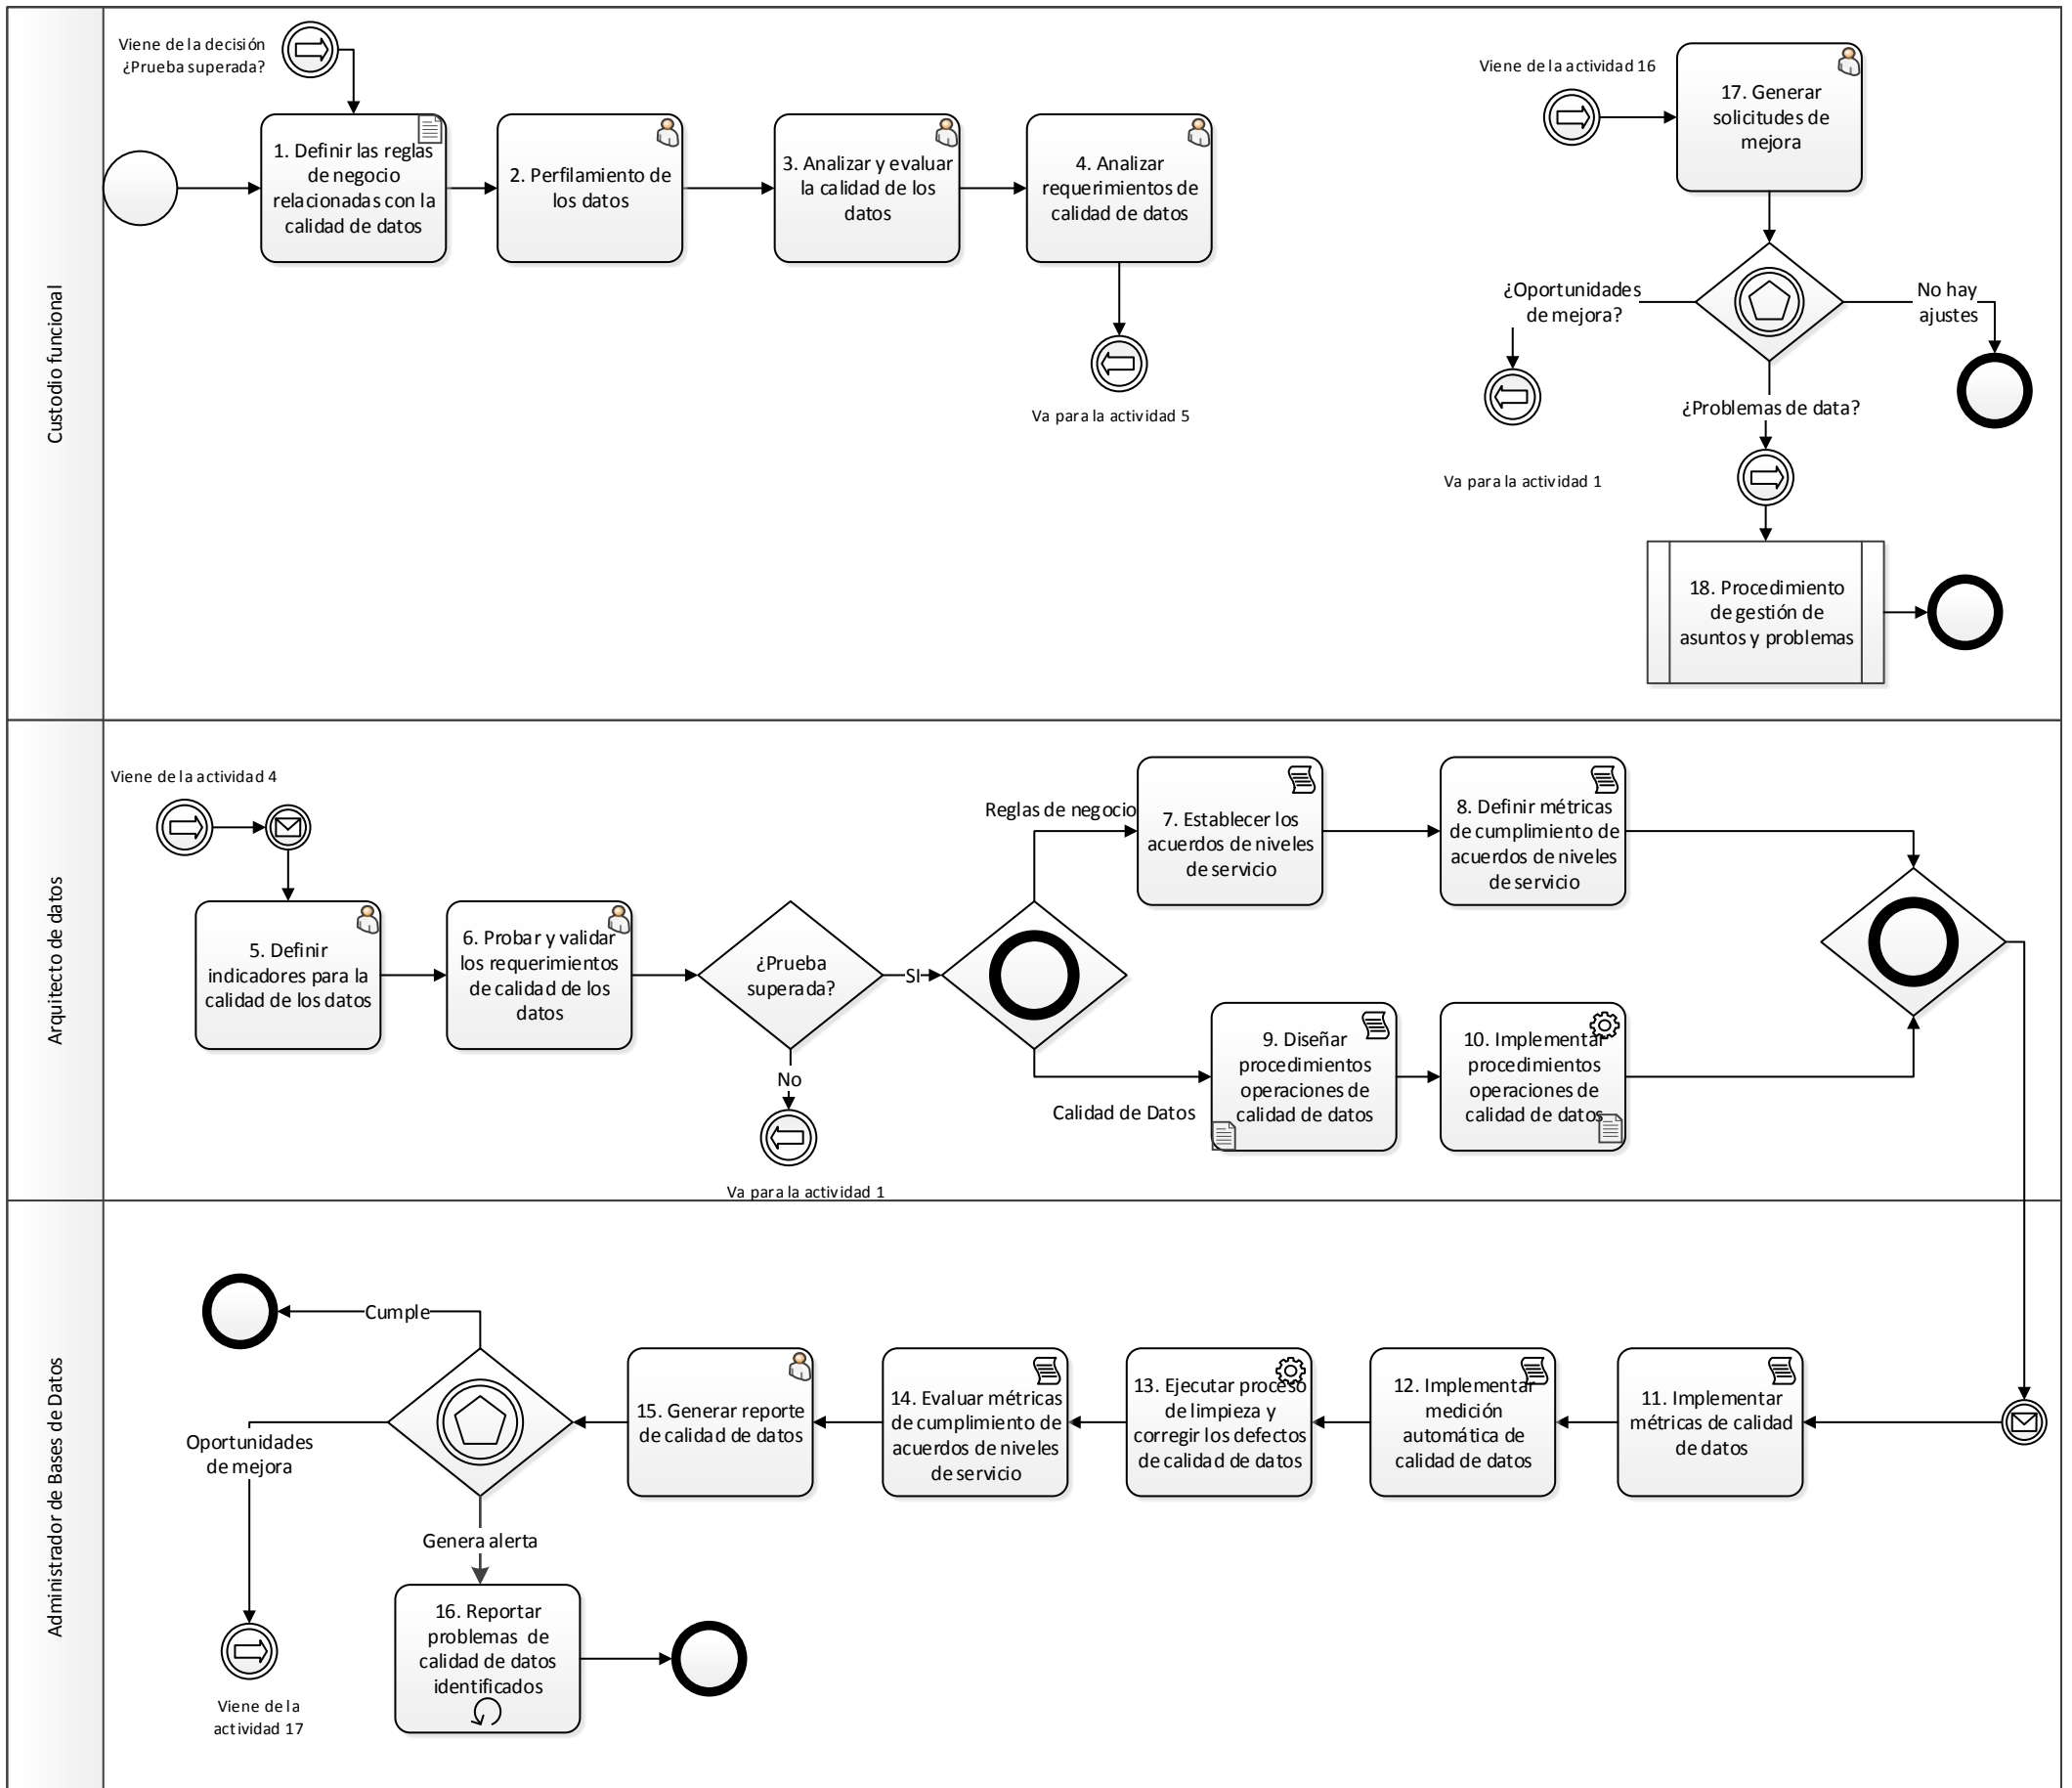 Custodio funcional
Viene de la decisión
¿Prueba superada?
1. Definir las reglas
de negocio
relacionadas con la
calidad de datos
2. Perfilamiento de
los datos
3. Analizar y evaluar
la calidad de los
datos
4. Analizar
requerimientos de
calidad de datos
Va para la actividad 5
Viene de la actividad 16
17. Generar
solicitudes de
mejora
¿Oportunidades
de mejora?
No hay
ajustes
¿Problemas de data?
Va para la actividad 1
18. Procedimiento
de gestión de
asuntos y problemas
Arquitecto de datos
Viene de la actividad 4
5. Definir
indicadores para la
calidad de los datos
6. Probar y validar
los requerimientos
de calidad de los
datos
¿Prueba
superada?
SI
No
Va para la actividad 1
Reglas de negocio
7. Establecer los
acuerdos de niveles
de servicio
8. Definir métricas
de cumplimiento de
acuerdos de niveles
de servicio
Calidad de Datos
9. Diseñar
procedimientos
operaciones de
calidad de datos
10. Implementar
procedimientos
operaciones de
calidad de datos
Administrador de Bases de Datos
Cumple
Oportunidades
de mejora
Genera alerta
15. Generar reporte
de calidad de datos
14. Evaluar métricas
de cumplimiento de
acuerdos de niveles
de servicio
13. Ejecutar proceso
de limpieza y
corregir los defectos
de calidad de datos
12. Implementar
medición
automática de
calidad de datos
11. Implementar
métricas de calidad
de datos
16. Reportar
problemas de
calidad de datos
identificados
Viene de la
actividad 17